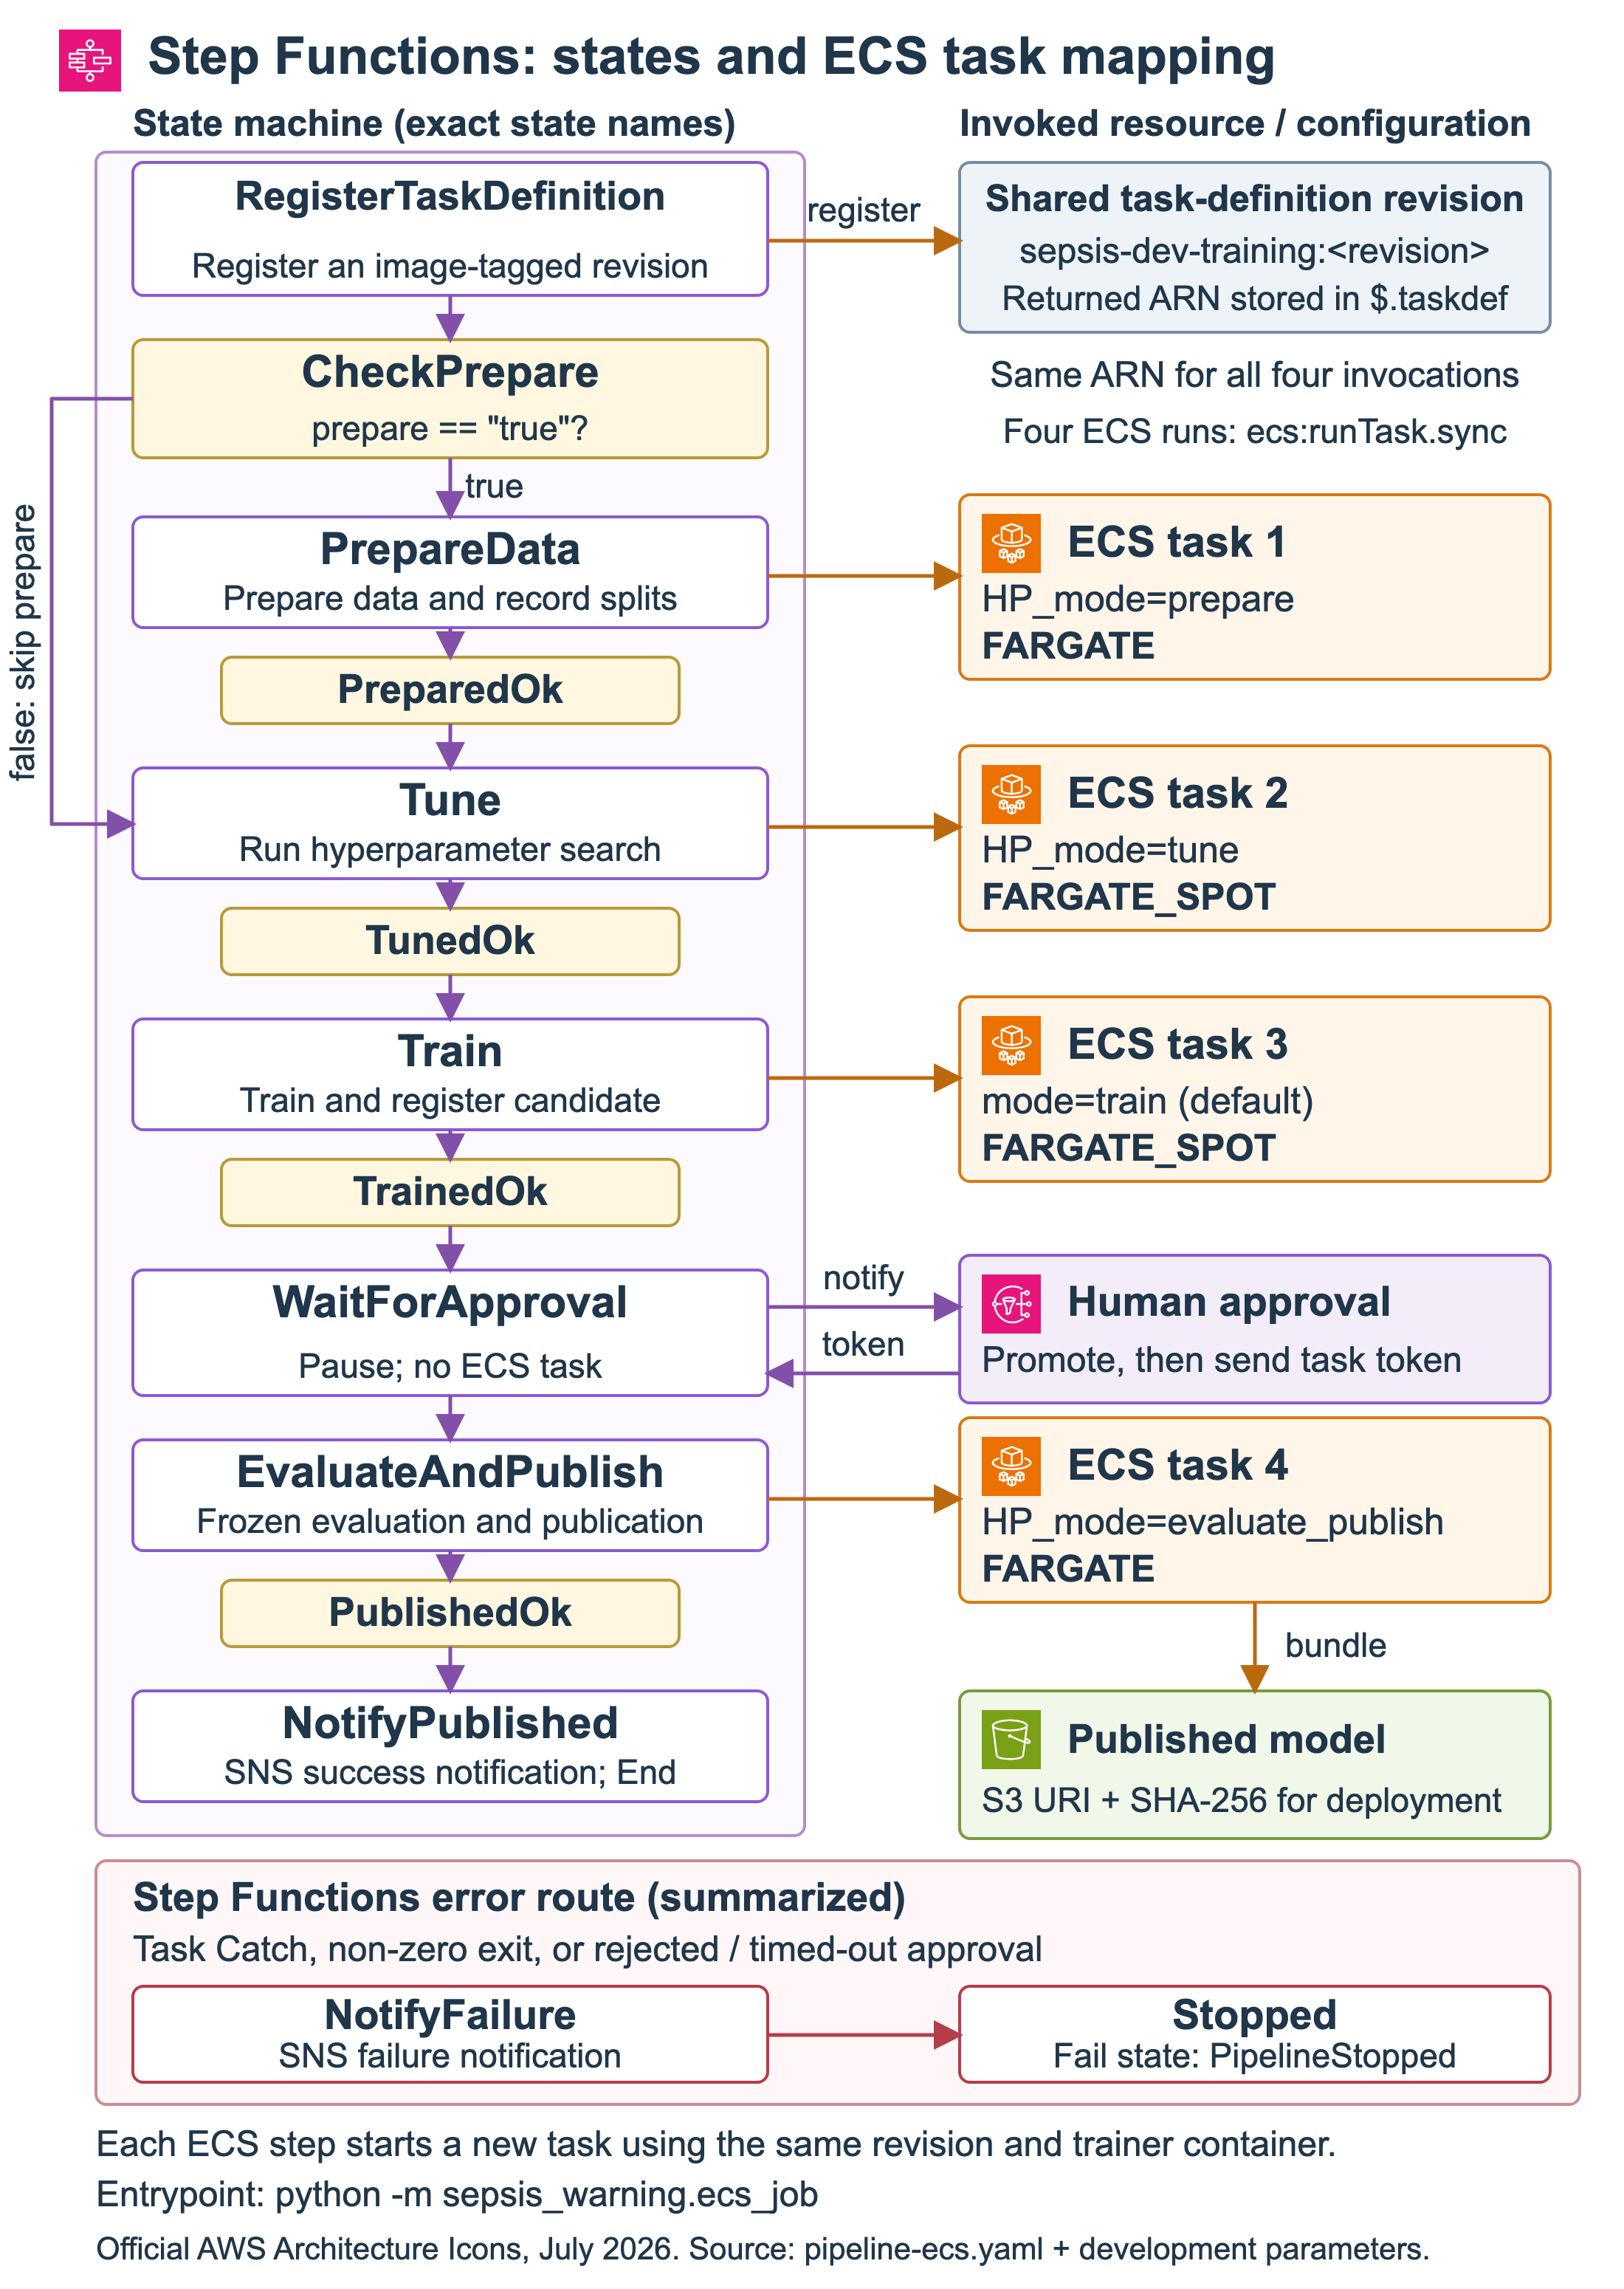 Step Functions: states and ECS task mapping
State machine (exact state names)
Invoked resource / configuration
RegisterTaskDefinition
Register an image-tagged revision
register
Shared task-definition revision
sepsis-dev-training:<revision>
Returned ARN stored in $.taskdef
Same ARN for all four invocations
Four ECS runs: ecs:runTask.sync
CheckPrepare
prepare == "true"?
true
false: skip prepare
PrepareData
Prepare data and record splits
ECS task 1
HP_mode=prepare
FARGATE
PreparedOk
Tune
Run hyperparameter search
ECS task 2
HP_mode=tune
FARGATE_SPOT
TunedOk
Train
Train and register candidate
ECS task 3
mode=train (default)
FARGATE_SPOT
TrainedOk
WaitForApproval
Pause; no ECS task
notify
token
Human approval
Promote, then send task token
EvaluateAndPublish
Frozen evaluation and publication
ECS task 4
HP_mode=evaluate_publish
FARGATE
PublishedOk
bundle
NotifyPublished
SNS success notification; End
Published model
S3 URI + SHA-256 for deployment
Step Functions error route (summarized)
Task Catch, non-zero exit, or rejected / timed-out approval
NotifyFailure
SNS failure notification
Stopped
Fail state: PipelineStopped
Each ECS step starts a new task using the same revision and trainer container.
Entrypoint: python -m sepsis_warning.ecs_job
Official AWS Architecture Icons, July 2026. Source: pipeline-ecs.yaml + development parameters.